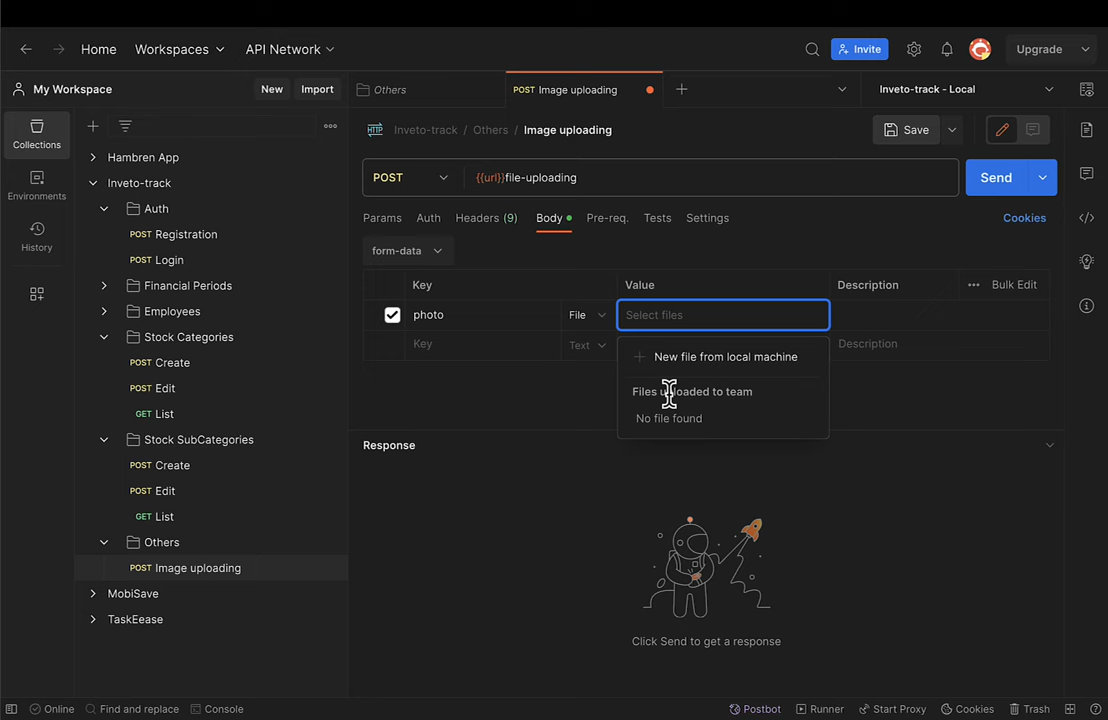 Home Workspaces API Network Invite Upgrade
My Workspace New Import Others POST Image uploading Inveto-track - Local
Collections
Environments
History
Hambren App
Inveto-track
Auth
POST Registration
POST Login
Financial Periods
Employees
Stock Categories
POST Create
POST Edit
GET List
Stock SubCategories
POST Create
POST Edit
GET List
Others
POST Image uploading
MobiSave
TaskEease
HTTP Inveto-track / Others / Image uploading Save
POST {{url}}file-uploading Send
Params Auth Headers (9) Body Pre-req. Tests Settings Cookies
form-data
Key Value Description Bulk Edit
photo File Select files
Key Text Description
New file from local machine
Files uploaded to team
No file found
Response
Click Send to get a response
Online Find and replace Console Postbot Runner Start Proxy Cookies Trash